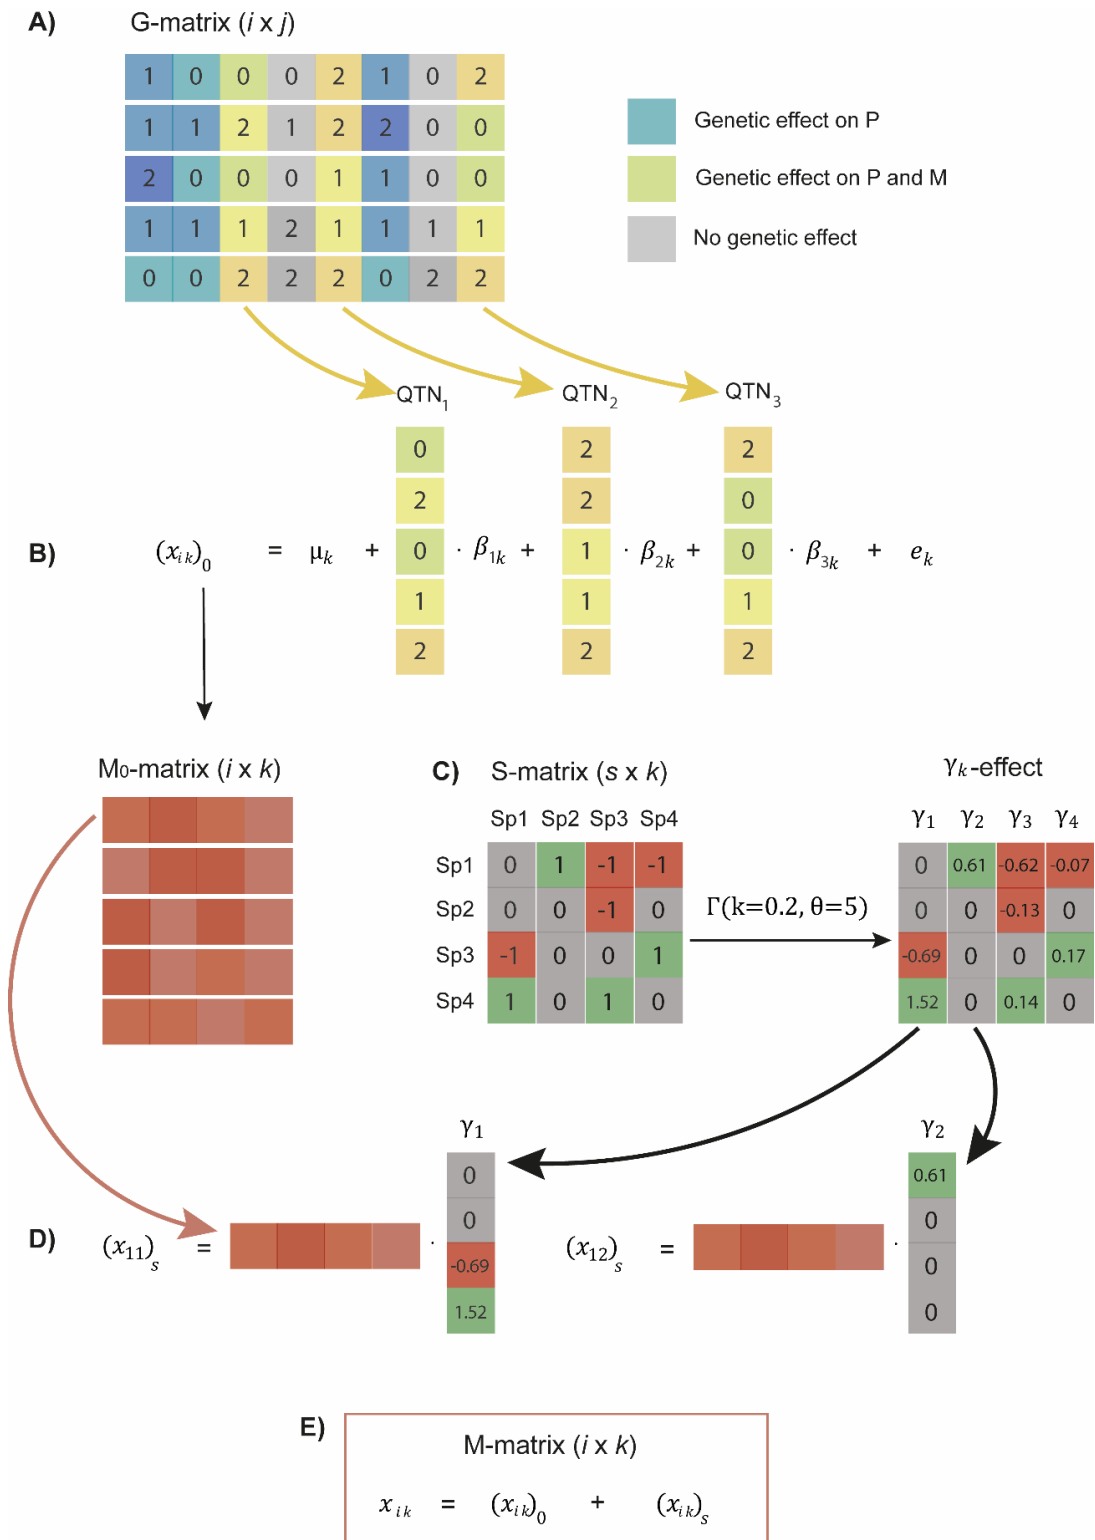 A) G-matrix (i x j)
1 0 0 0 2 1 0 2
1 1 2 1 2 2 0 0
2 0 0 0 1 1 0 0
1 1 1 2 1 1 1 1
0 0 2 2 2 0 2 2
Genetic effect on P
Genetic effect on P and M
No genetic effect
QTN₁ QTN₂ QTN₃
0 2 2
2 2 0
B) (xᵢₖ)₀ = μₖ + 0 · β₁ₖ + 1 · β₂ₖ + 0 · β₃ₖ + eₖ
1 1 1
2 2 2
M₀-matrix (i x k)
C) S-matrix (s x k)
Sp1 Sp2 Sp3 Sp4
Sp1 0 1 -1 -1
Sp2 0 0 -1 0
Sp3 -1 0 0 1
Sp4 1 0 1 0
Γ(k=0.2, θ=5)
γₖ-effect
γ₁ γ₂ γ₃ γ₄
0 0.61 -0.62 -0.07
0 0 -0.13 0
-0.69 0 0 0.17
1.52 0 0.14 0
D) (x₁₁)ₛ = ·
γ₁
0
0
-0.69
1.52
(x₁₂)ₛ = ·
γ₂
0.61
0
0
0
E) M-matrix (i x k)
xᵢₖ = (xᵢₖ)₀ + (xᵢₖ)ₛ